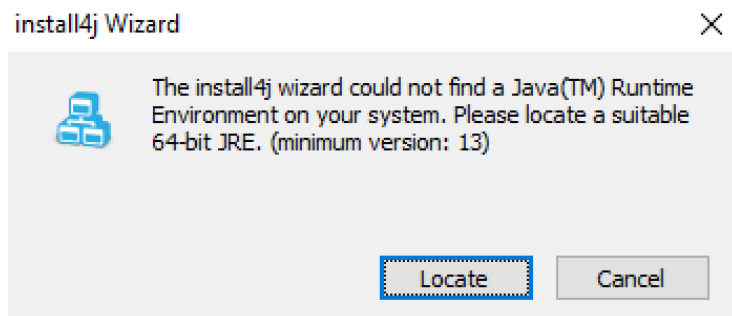 install4j Wizard
The install4j wizard could not find a Java(TM) Runtime
Environment on your system. Please locate a suitable
64-bit JRE. (minimum version: 13)
Locate
Cancel